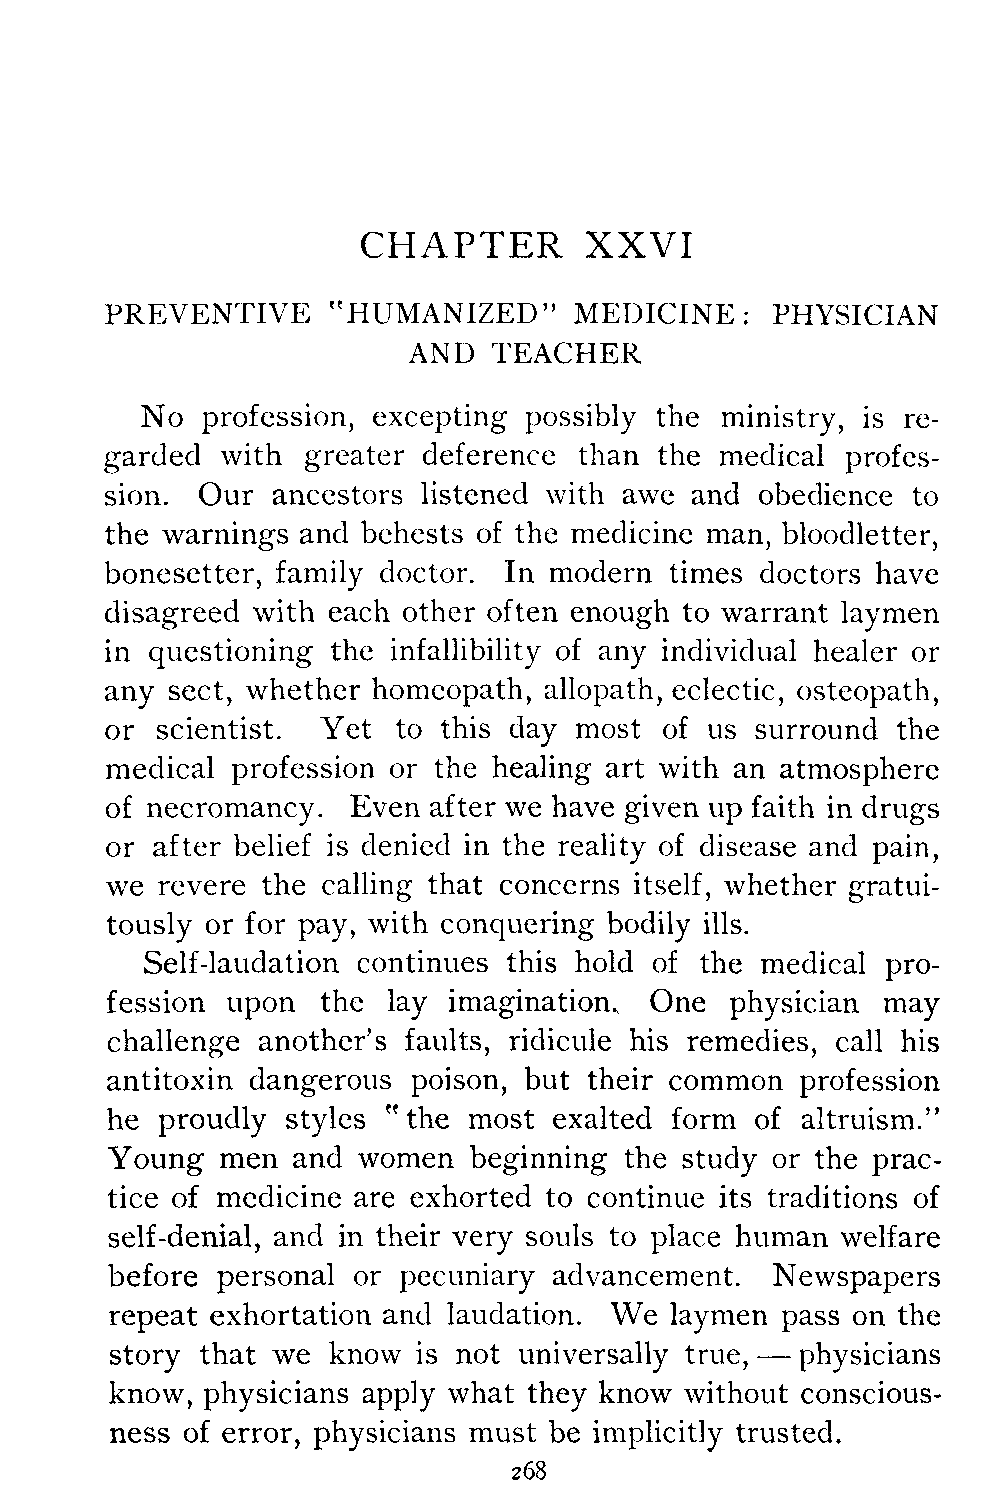 CHAPTER XXVI
PREVENTIVE "HUMANIZED" MEDICINE: PHYSICIAN
AND TEACHER
No profession, excepting possibly the ministry, is re-
garded with greater deference than the medical profes-
sion. Our ancestors listened with awe and obedience to
the warnings and behests of the medicine man, bloodletter,
bonesetter, family doctor. In modern times doctors have
disagreed with each other often enough to warrant laymen
in questioning the infallibility of any individual healer or
any sect, whether homeopath, allopath, eclectic, osteopath,
or scientist. Yet to this day most of us surround the
medical profession or the healing art with an atmosphere
of necromancy. Even after we have given up faith in drugs
or after belief is denied in the reality of disease and pain,
we revere the calling that concerns itself, whether gratui-
tously or for pay, with conquering bodily ills.
Self-laudation continues this hold of the medical pro-
fession upon the lay imagination. One physician may
challenge another's faults, ridicule his remedies, call his
antitoxin dangerous poison, but their common profession
he proudly styles "the most exalted form of altruism."
Young men and women beginning the study or the prac-
tice of medicine are exhorted to continue its traditions of
self-denial, and in their very souls to place human welfare
before personal or pecuniary advancement. Newspapers
repeat exhortation and laudation. We laymen pass on the
story that we know is not universally true, — physicians
know, physicians apply what they know without conscious-
ness of error, physicians must be implicitly trusted.
268